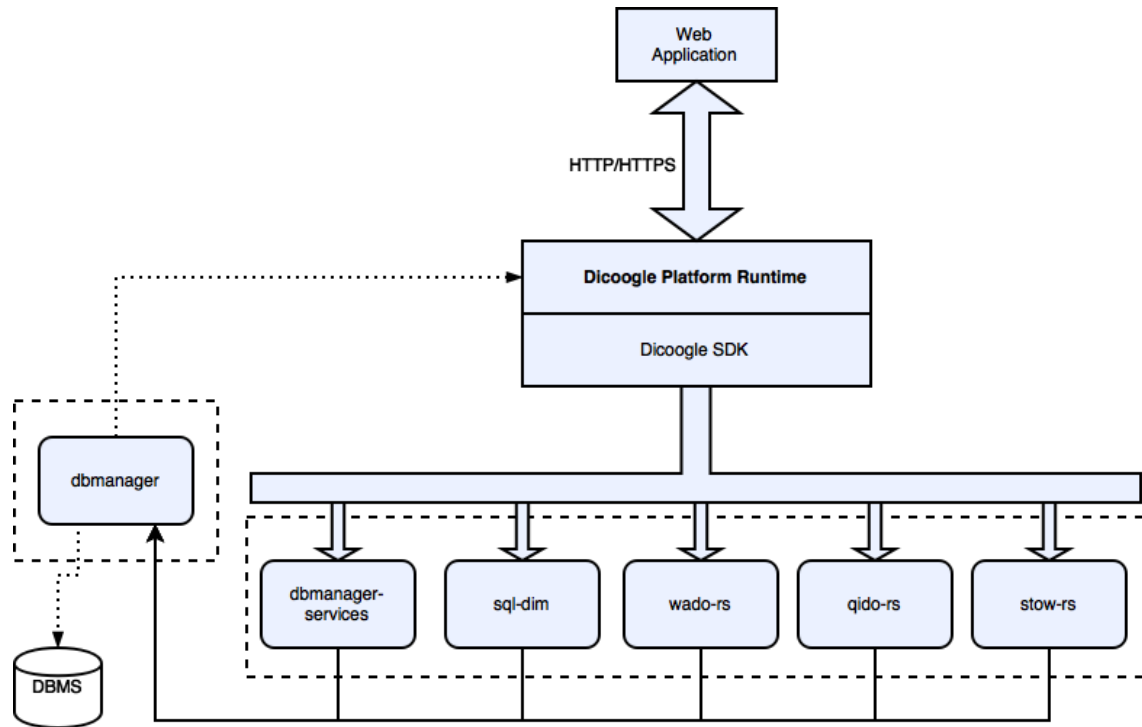 Web
Application
HTTP/HTTPS
Dicoogle Platform Runtime
Dicoogle SDK
dbmanager
dbmanager-
services
sql-dim
wado-rs
qido-rs
stow-rs
DBMS